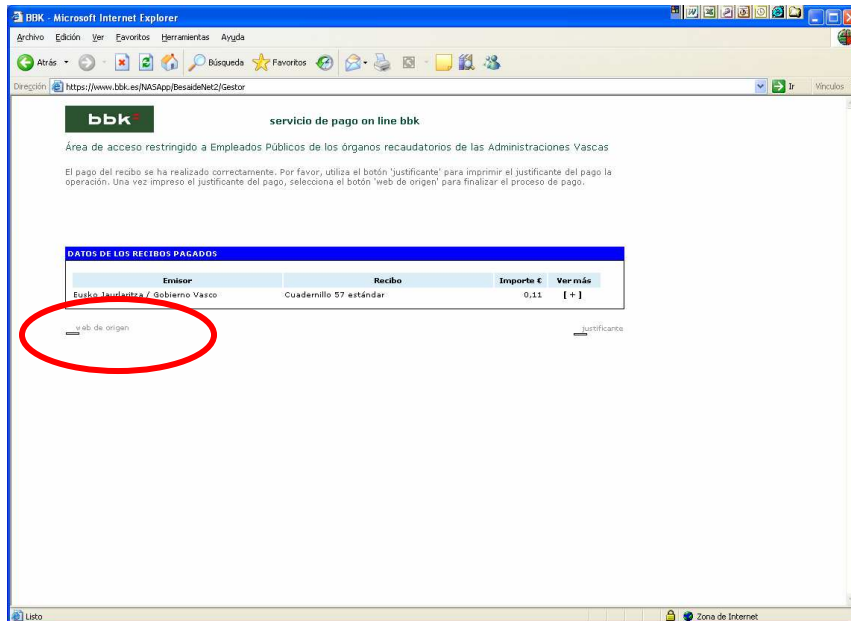 BBK - Microsoft Internet Explorer
Archivo Edición Ver Favoritos Herramientas Ayuda
Atrás Búsqueda Favoritos
Dirección https://www.bbk.es/NASApp/BesaideNet2/Gestor Ir Vínculos
bbk= servicio de pago on line bbk
Área de acceso restringido a Empleados Públicos de los órganos recaudatorios de las Administraciones Vascas
El pago del recibo se ha realizado correctamente. Por favor, utiliza el botón 'justificante' para imprimir el justificante del pago la
operación. Una vez impreso el justificante del pago, selecciona el botón 'web de origen' para finalizar el proceso de pago.
DATOS DE LOS RECIBOS PAGADOS
Emisor Recibo Importe € Ver más
Eusko Jaurlaritza / Gobierno Vasco Cuadernillo 57 estándar 0,11 [ + ]
web de origen justificante
Listo Zona de Internet